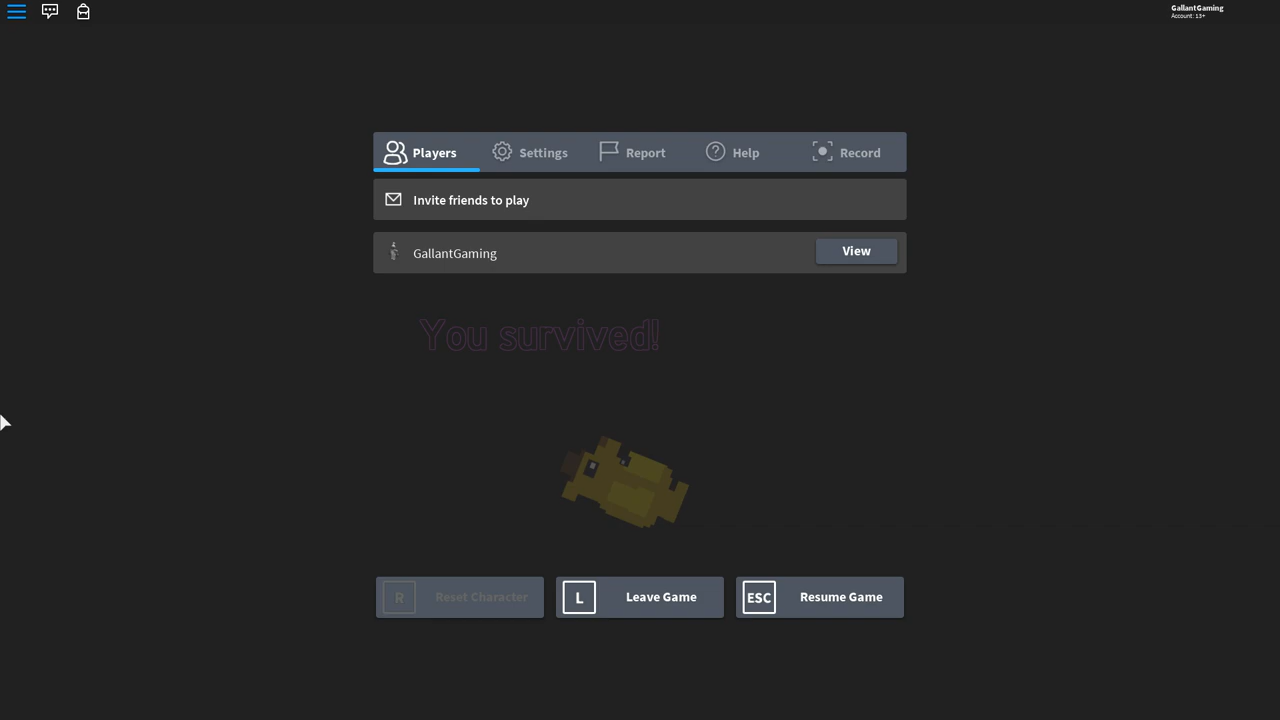 GallantGaming
Account: 13+
Players
Settings
Report
Help
Record
Invite friends to play
GallantGaming
View
You survived!
R
Reset Character
L
Leave Game
ESC
Resume Game